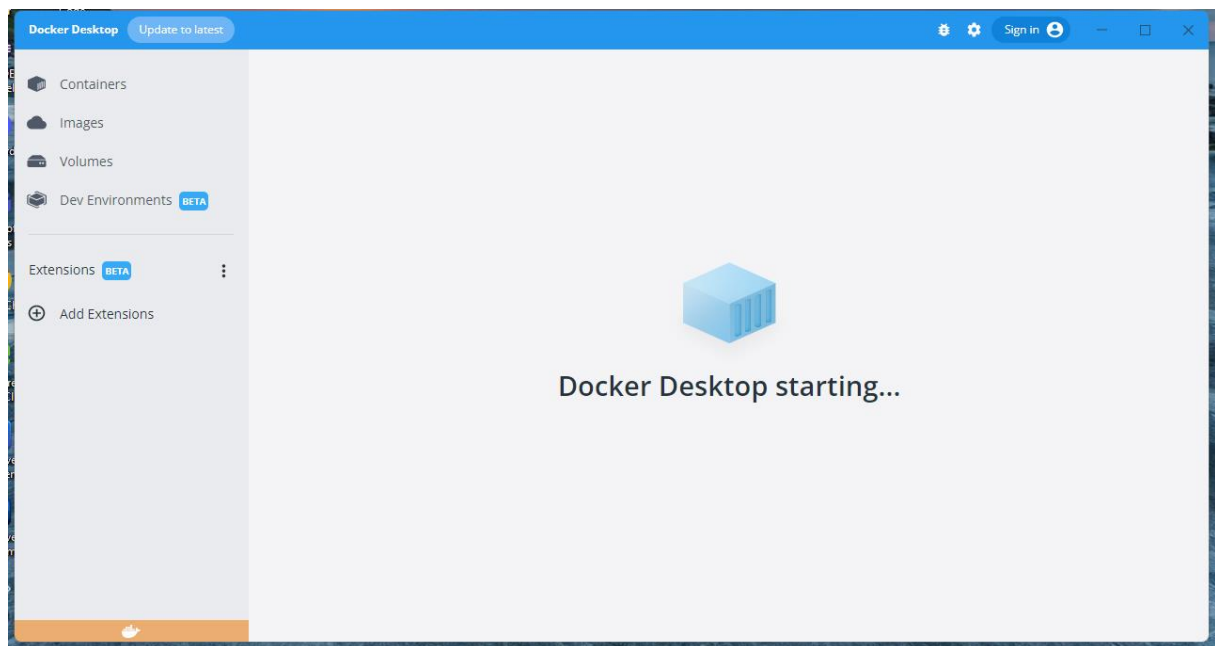 Docker Desktop Update to latest Sign in
Containers
Images
Volumes
Dev Environments BETA
Extensions BETA
Add Extensions
Docker Desktop starting...